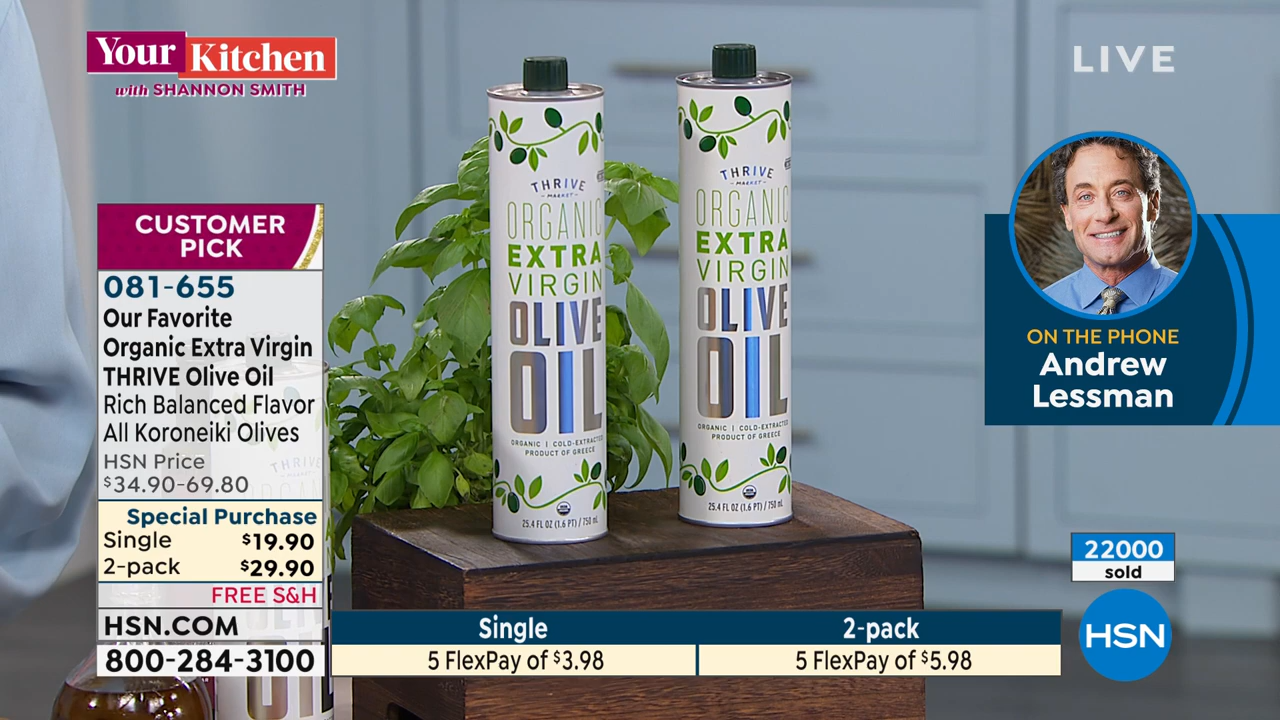 Your Kitchen
with SHANNON SMITH
LIVE
CUSTOMER
PICK
081-655
Our Favorite
Organic Extra Virgin
THRIVE Olive Oil
Rich Balanced Flavor
All Koroneiki Olives
HSN Price
$34.90-69.80
Special Purchase
Single $19.90
2-pack $29.90
FREE S&H
HSN.COM
800-284-3100
THRIVE
MARKET
ORGANIC
EXTRA
VIRGIN
OLIVE
OIL
ORGANIC | COLD-EXTRACTED
PRODUCT OF GREECE
25.4 FL OZ (1.6 PT) / 750 mL
THRIVE
MARKET
ORGANIC
EXTRA
VIRGIN
OLIVE
OIL
ORGANIC | COLD-EXTRACTED
PRODUCT OF GREECE
25.4 FL OZ (1.6 PT) / 750 mL
ON THE PHONE
Andrew
Lessman
22000
sold
HSN
Single
2-pack
5 FlexPay of $3.98
5 FlexPay of $5.98